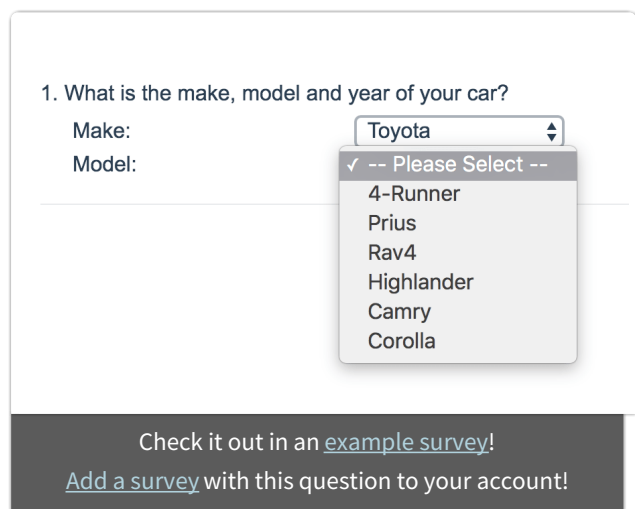 1. What is the make, model and year of your car?
Make: Toyota
Model:
✓ -- Please Select --
4-Runner
Prius
Rav4
Highlander
Camry
Corolla
Check it out in an example survey!
Add a survey with this question to your account!